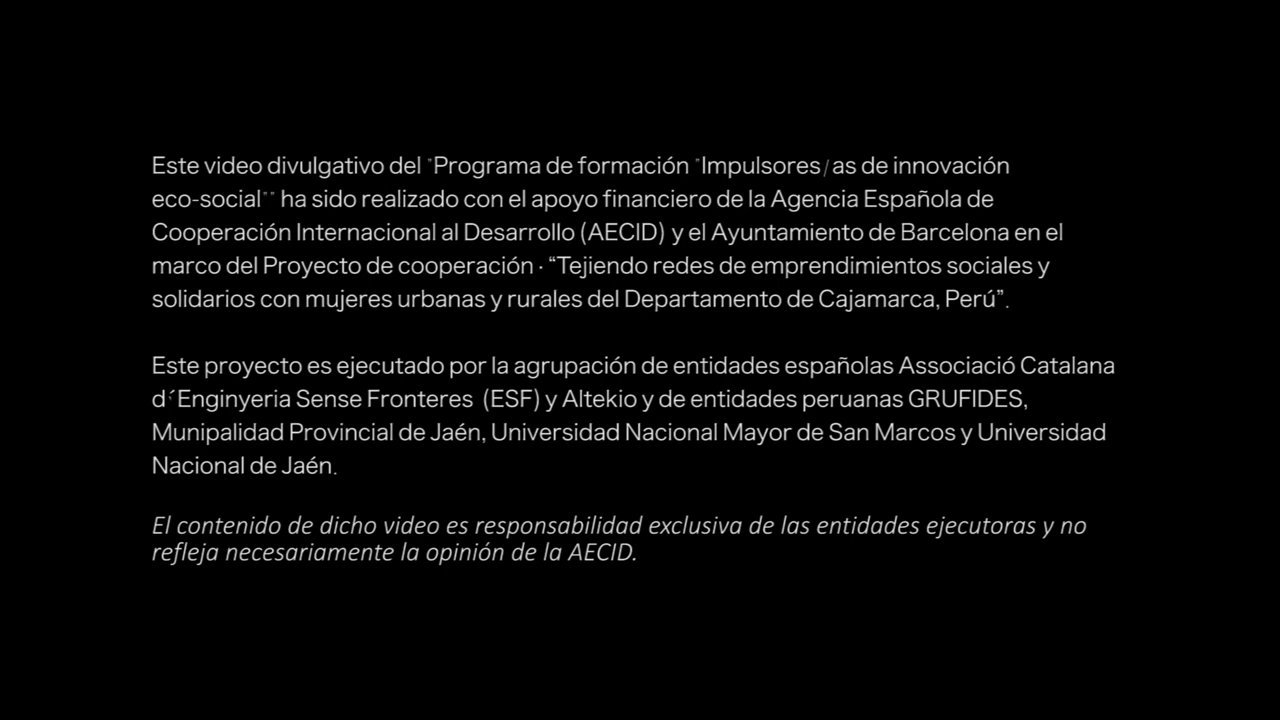 Este video divulgativo del "Programa de formación "Impulsores/as de innovación
eco-social"" ha sido realizado con el apoyo financiero de la Agencia Española de
Cooperación Internacional al Desarrollo (AECID) y el Ayuntamiento de Barcelona en el
marco del Proyecto de cooperación · “Tejiendo redes de emprendimientos sociales y
solidarios con mujeres urbanas y rurales del Departamento de Cajamarca, Perú”.
Este proyecto es ejecutado por la agrupación de entidades españolas Associació Catalana
d´Enginyeria Sense Fronteres (ESF) y Altekio y de entidades peruanas GRUFIDES,
Munipalidad Provincial de Jaén, Universidad Nacional Mayor de San Marcos y Universidad
Nacional de Jaén.
El contenido de dicho video es responsabilidad exclusiva de las entidades ejecutoras y no
refleja necesariamente la opinión de la AECID.